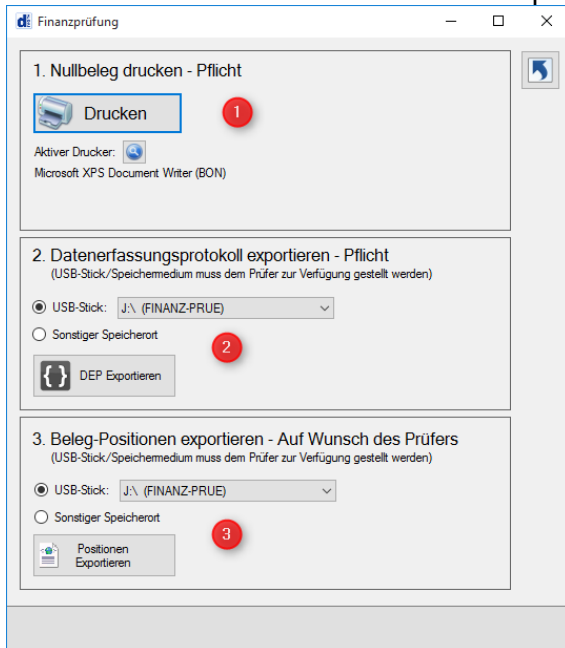 Finanzprüfung
1. Nullbeleg drucken - Pflicht
Drucken
1
Aktiver Drucker:
Microsoft XPS Document Writer (BON)
2. Datenerfassungsprotokoll exportieren - Pflicht
(USB-Stick/Speichermedium muss dem Prüfer zur Verfügung gestellt werden)
USB-Stick: J:\ (FINANZ-PRUE)
Sonstiger Speicherort
2
{ } DEP Exportieren
3. Beleg-Positionen exportieren - Auf Wunsch des Prüfers
(USB-Stick/Speichermedium muss dem Prüfer zur Verfügung gestellt werden)
USB-Stick: J:\ (FINANZ-PRUE)
Sonstiger Speicherort
3
Positionen
Exportieren